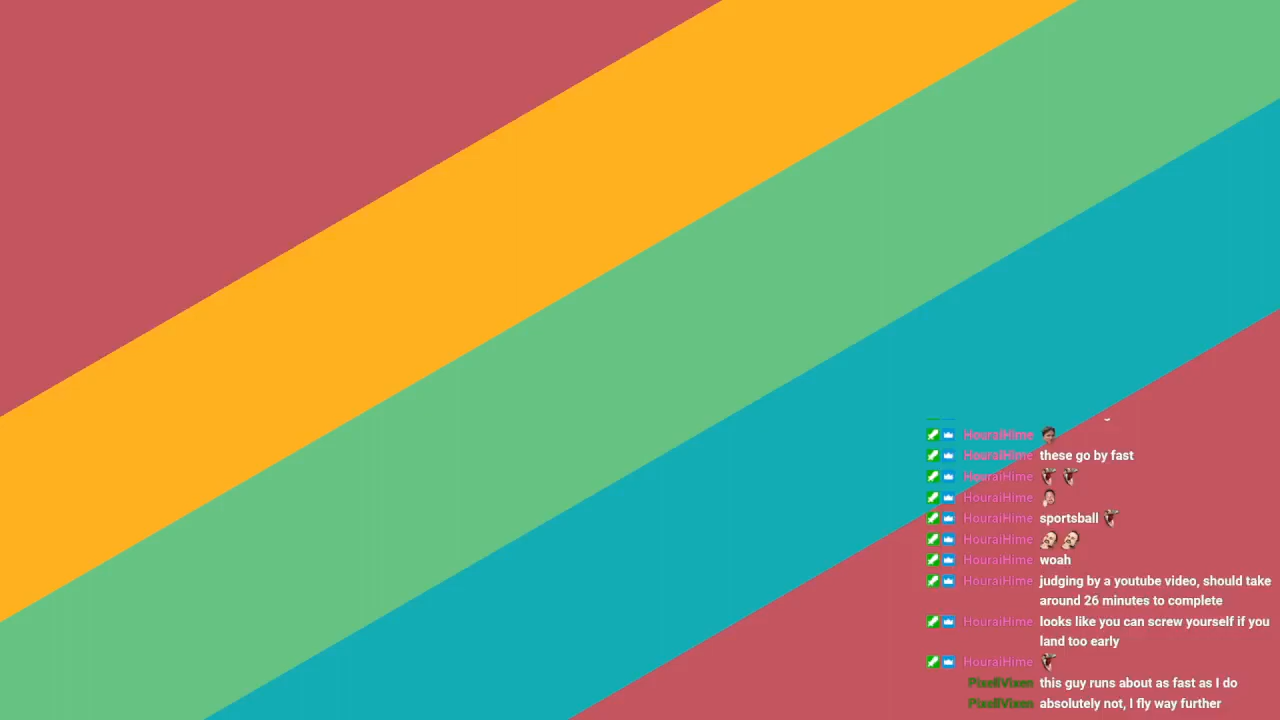 HouraiHime
HouraiHime these go by fast
HouraiHime
HouraiHime
HouraiHime sportsball
HouraiHime
HouraiHime woah
HouraiHime judging by a youtube video, should take
around 26 minutes to complete
HouraiHime looks like you can screw yourself if you
land too early
HouraiHime
PixellVixen this guy runs about as fast as I do
PixellVixen absolutely not, I fly way further